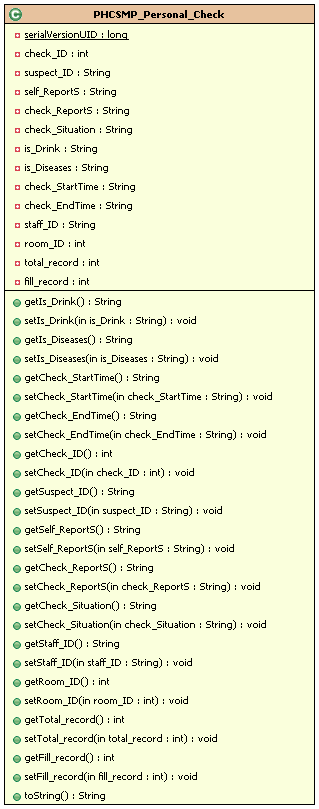 PHCSMP_Personal_Check
serialVersionUID : long
check_ID : int
suspect_ID : String
self_ReportS : String
check_ReportS : String
check_Situation : String
is_Drink : String
is_Diseases : String
check_StartTime : String
check_EndTime : String
staff_ID : String
room_ID : int
total_record : int
fill_record : int
getIs_Drink() : String
setIs_Drink(in is_Drink : String) : void
getIs_Diseases() : String
setIs_Diseases(in is_Diseases : String) : void
getCheck_StartTime() : String
setCheck_StartTime(in check_StartTime : String) : void
getCheck_EndTime() : String
setCheck_EndTime(in check_EndTime : String) : void
getCheck_ID() : int
setCheck_ID(in check_ID : int) : void
getSuspect_ID() : String
setSuspect_ID(in suspect_ID : String) : void
getSelf_ReportS() : String
setSelf_ReportS(in self_ReportS : String) : void
getCheck_ReportS() : String
setCheck_ReportS(in check_ReportS : String) : void
getCheck_Situation() : String
setCheck_Situation(in check_Situation : String) : void
getStaff_ID() : String
setStaff_ID(in staff_ID : String) : void
getRoom_ID() : int
setRoom_ID(in room_ID : int) : void
getTotal_record() : int
setTotal_record(in total_record : int) : void
getFill_record() : int
setFill_record(in fill_record : int) : void
toString() : String